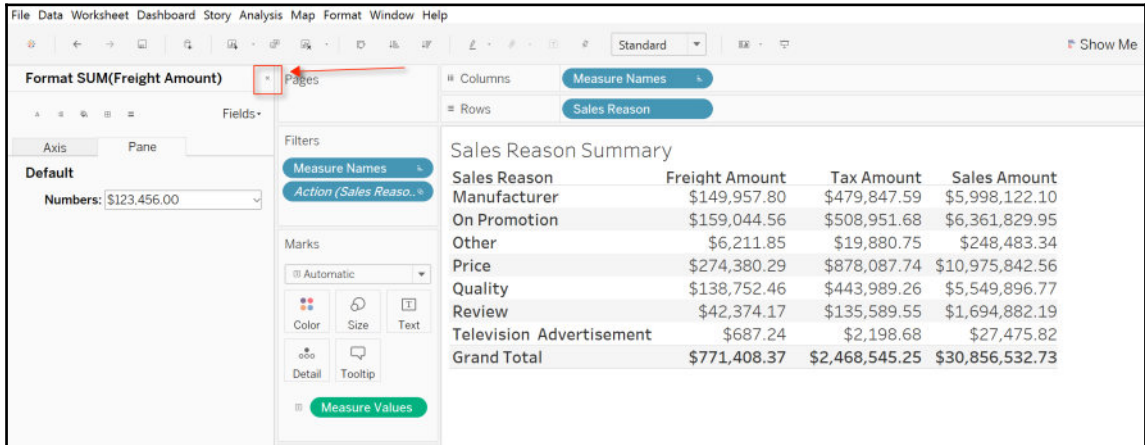 File Data Worksheet Dashboard Story Analysis Map Format Window Help
Standard
Show Me
Format SUM(Freight Amount)
Fields
Axis Pane
Default
Numbers: $123,456.00
Pages
Filters
Measure Names
Action (Sales Reaso..
Marks
Automatic
Color Size Text
Detail Tooltip
Measure Values
Columns Measure Names
Rows Sales Reason
Sales Reason Summary
Sales Reason Freight Amount Tax Amount Sales Amount
Manufacturer $149,957.80 $479,847.59 $5,998,122.10
On Promotion $159,044.56 $508,951.68 $6,361,829.95
Other $6,211.85 $19,880.75 $248,483.34
Price $274,380.29 $878,087.74 $10,975,842.56
Quality $138,752.46 $443,989.26 $5,549,896.77
Review $42,374.17 $135,589.55 $1,694,882.19
Television Advertisement $687.24 $2,198.68 $27,475.82
Grand Total $771,408.37 $2,468,545.25 $30,856,532.73